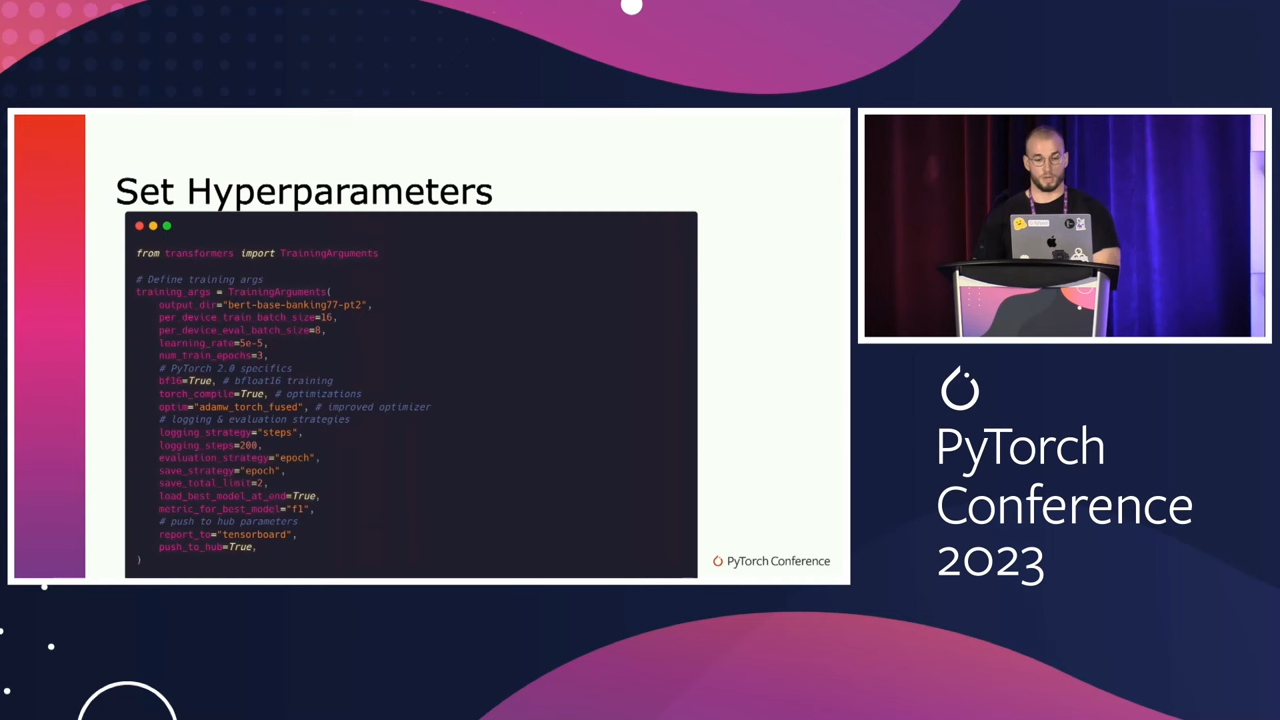 Set Hyperparameters
from transformers import TrainingArguments
# Define training args
training_args = TrainingArguments(
output_dir="bert-base-banking77-pt2",
per_device_train_batch_size=16,
per_device_eval_batch_size=8,
learning_rate=5e-5,
num_train_epochs=3,
# PyTorch 2.0 specifics
bf16=True, # bfloat16 training
torch_compile=True, # optimizations
optim="adamw_torch_fused", # improved optimizer
# logging & evaluation strategies
logging_strategy="steps",
logging_steps=200,
evaluation_strategy="epoch",
save_strategy="epoch",
save_total_limit=2,
load_best_model_at_end=True,
metric_for_best_model="f1",
# push to hub parameters
report_to="tensorboard",
push_to_hub=True,
)
PyTorch Conference
PyTorch
Conference
2023